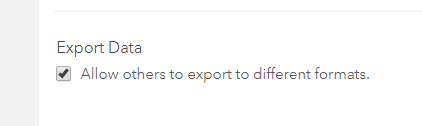 Export Data
Allow others to export to different formats.